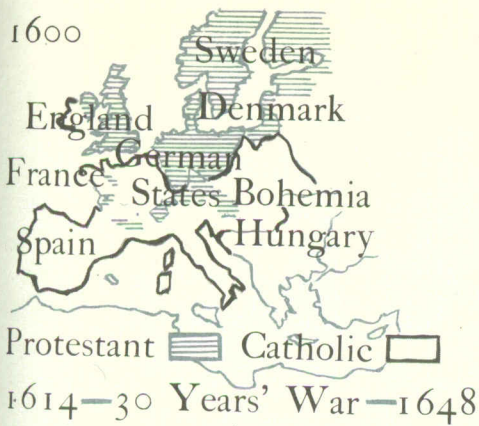 1600
Sweden
England
Denmark
German
France
States Bohemia
Spain
Hungary
Protestant Catholic
1614—30 Years' War—1648